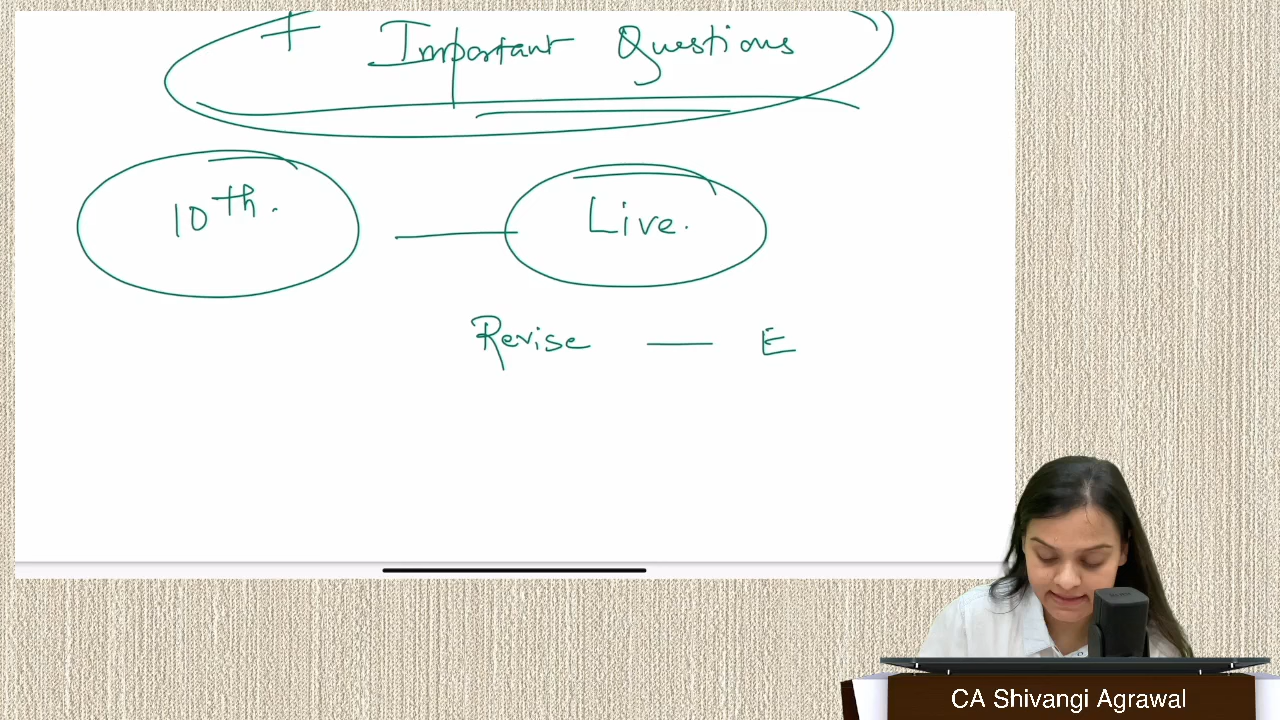 + Important Questions
10th. — Live.
Revise — E
CA Shivangi Agrawal